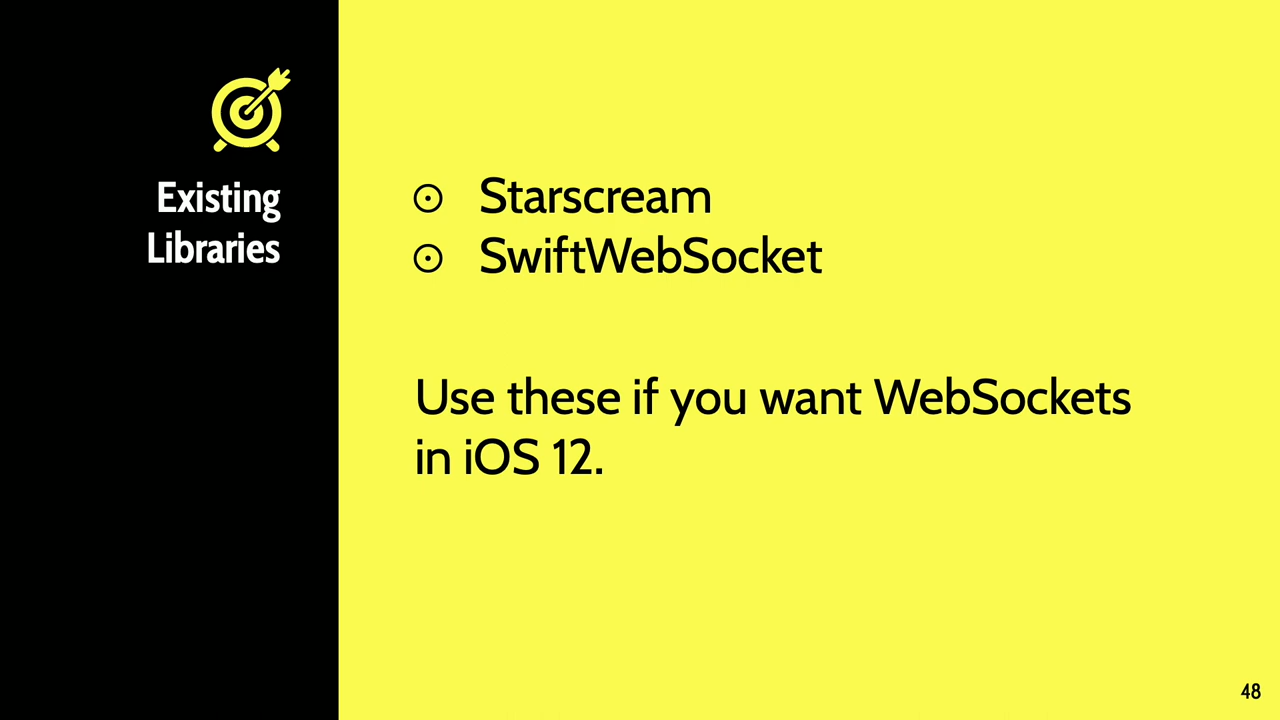 Existing
Libraries
⊙ Starscream
⊙ SwiftWebSocket
Use these if you want WebSockets
in iOS 12.
48